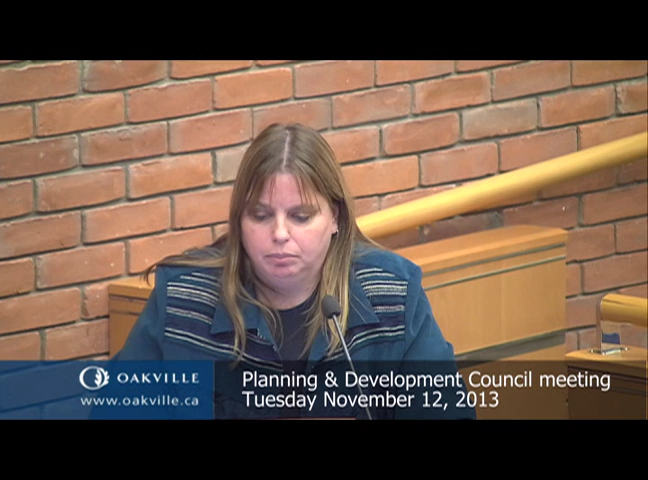 OAKVILLE
www.oakville.ca
Planning & Development Council meeting
Tuesday November 12, 2013